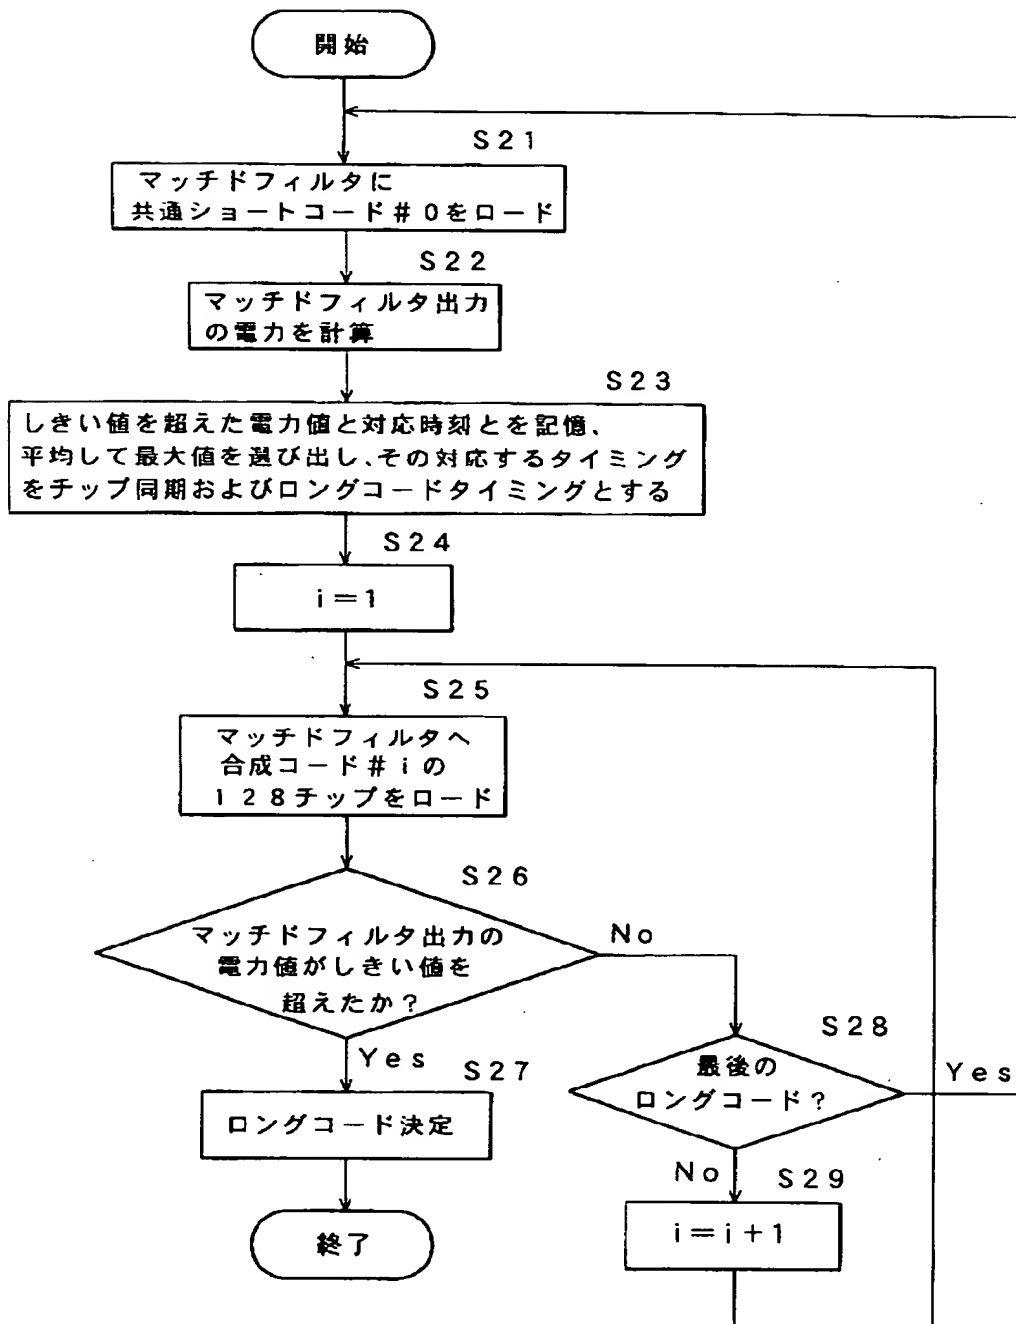 開始
S21
マッチドフィルタに
共通ショートコード#0をロード
S22
マッチドフィルタ出力
の電力を計算
S23
しきい値を超えた電力値と対応時刻とを記憶、
平均して最大値を選び出し、その対応するタイミング
をチップ同期およびロングコードタイミングとする
S24
i=1
S25
マッチドフィルタへ
合成コード#iの
128チップをロード
S26
マッチドフィルタ出力の
電力値がしきい値を
超えたか?
No
Yes
S27
ロングコード決定
終了
S28
最後の
ロングコード?
Yes
No
S29
i=i+1